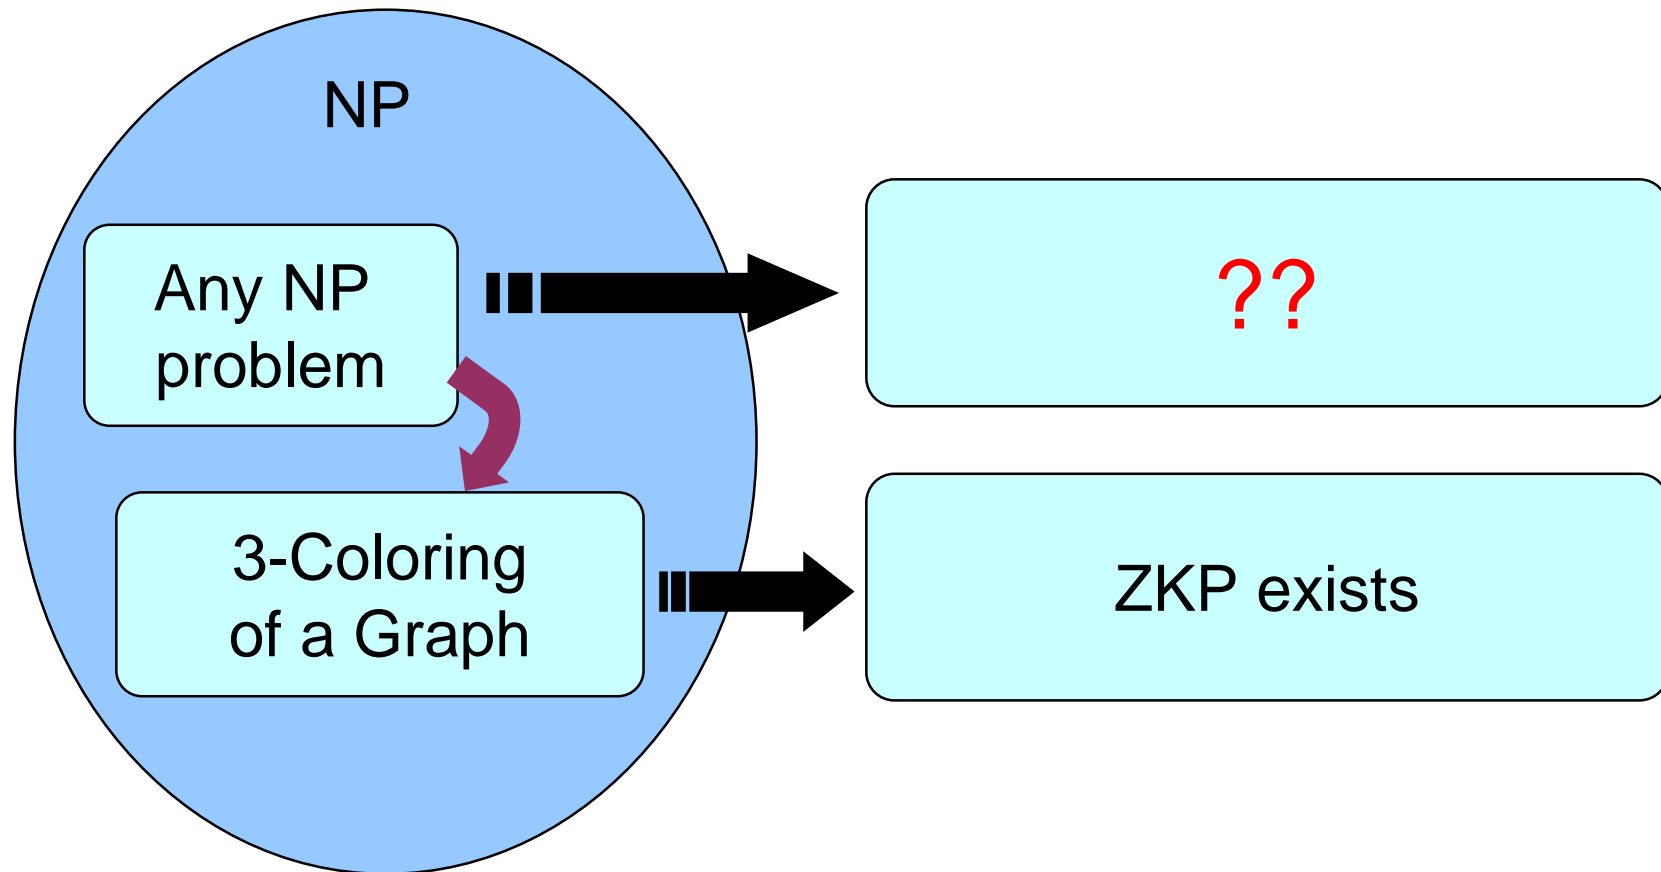 NP
Any NP
problem
??
3-Coloring
of a Graph
ZKP exists